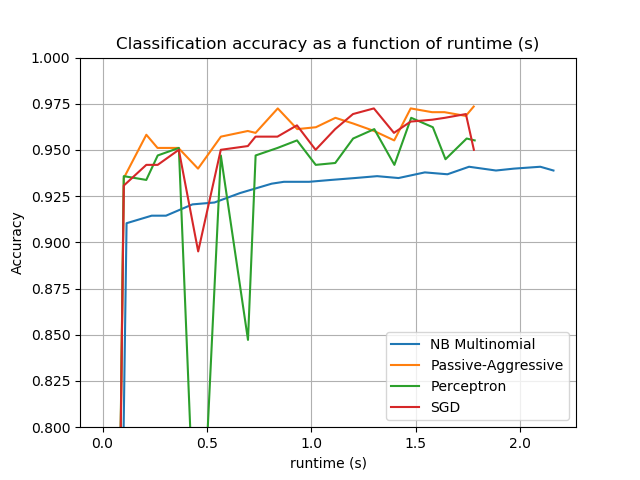 Classification accuracy as a function of runtime (s)
1.000
0.975
0.950
0.925
0.900
0.875
0.850
0.825
0.800
Accuracy
NB Multinomial
Passive-Aggressive
Perceptron
SGD
0.0 0.5 1.0 1.5 2.0
runtime (s)